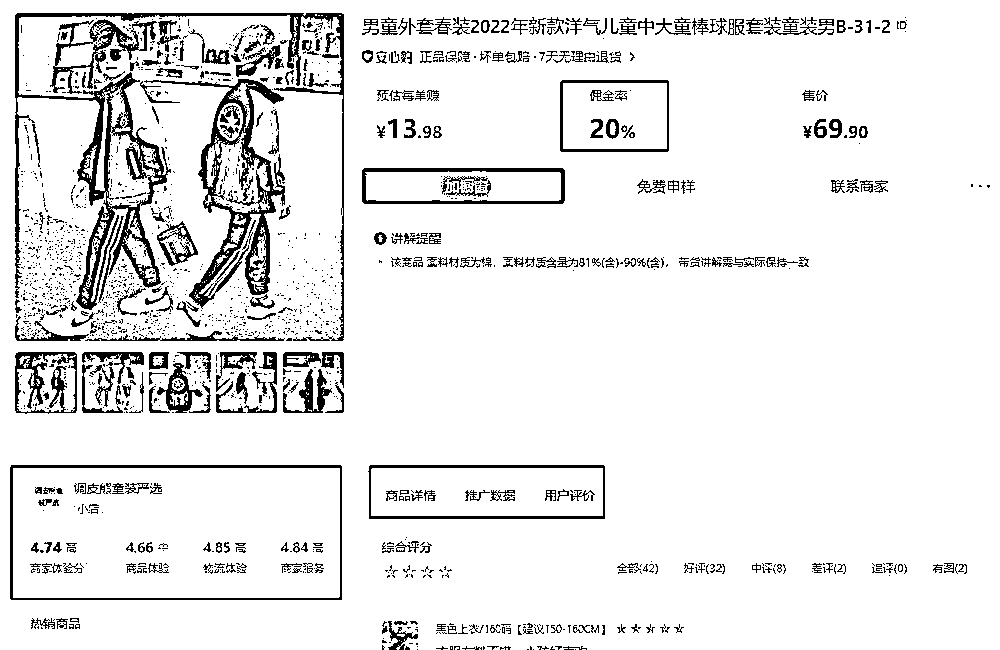 男童外套春装2022年新款洋气儿童中大童棒球服套装童装男B-31-2
安心购 正品保障·坏单包赔·7天无理由退货 >
预估每单赚 佣金率 售价
¥13.98 20% ¥69.90
加橱窗 免费申样 联系商家 ...
讲解提醒
· 该商品 面料材质为棉，面料材质含量为81%(含)-90%(含)， 带货讲解需与实际保持一致
调皮熊童装严选
小店
4.74 高 4.66 中 4.85 高 4.84 高
商家体验分 商品体验 物流体验 商家服务
热销商品
商品详情 推广数据 用户评价
综合评分
☆ ☆ ☆ ☆
全部(42) 好评(32) 中评(8) 差评(2) 追评(0) 有图(2)
黑色上衣/160码【建议150-160CM】 ☆ ☆ ☆ ☆ ☆